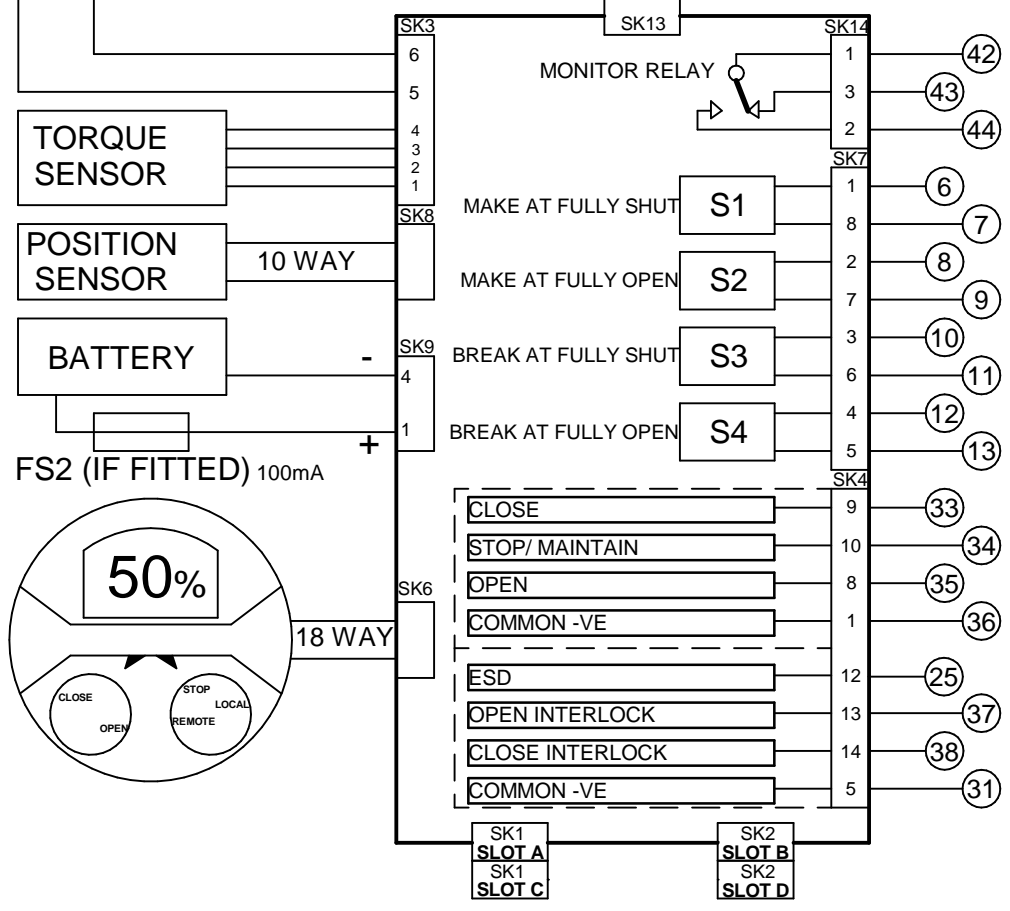 SK3
SK13
SK14
6
MONITOR RELAY
1
42
5
3
43
2
44
TORQUE
SENSOR
4
3
2
1
SK7
SK8
MAKE AT FULLY SHUT
S1
1
6
8
7
POSITION
SENSOR
10 WAY
MAKE AT FULLY OPEN
S2
2
8
7
9
BATTERY
-
SK9
4
1
+
BREAK AT FULLY SHUT
S3
3
10
6
11
BREAK AT FULLY OPEN
S4
4
12
5
13
FS2 (IF FITTED) 100mA
SK4
CLOSE
9
33
STOP/ MAINTAIN
10
34
OPEN
8
35
COMMON -VE
1
36
50%
SK6
18 WAY
CLOSE
OPEN
STOP
LOCAL
REMOTE
ESD
12
25
OPEN INTERLOCK
13
37
CLOSE INTERLOCK
14
38
COMMON -VE
5
31
SK1
SLOT A
SK1
SLOT C
SK2
SLOT B
SK2
SLOT D